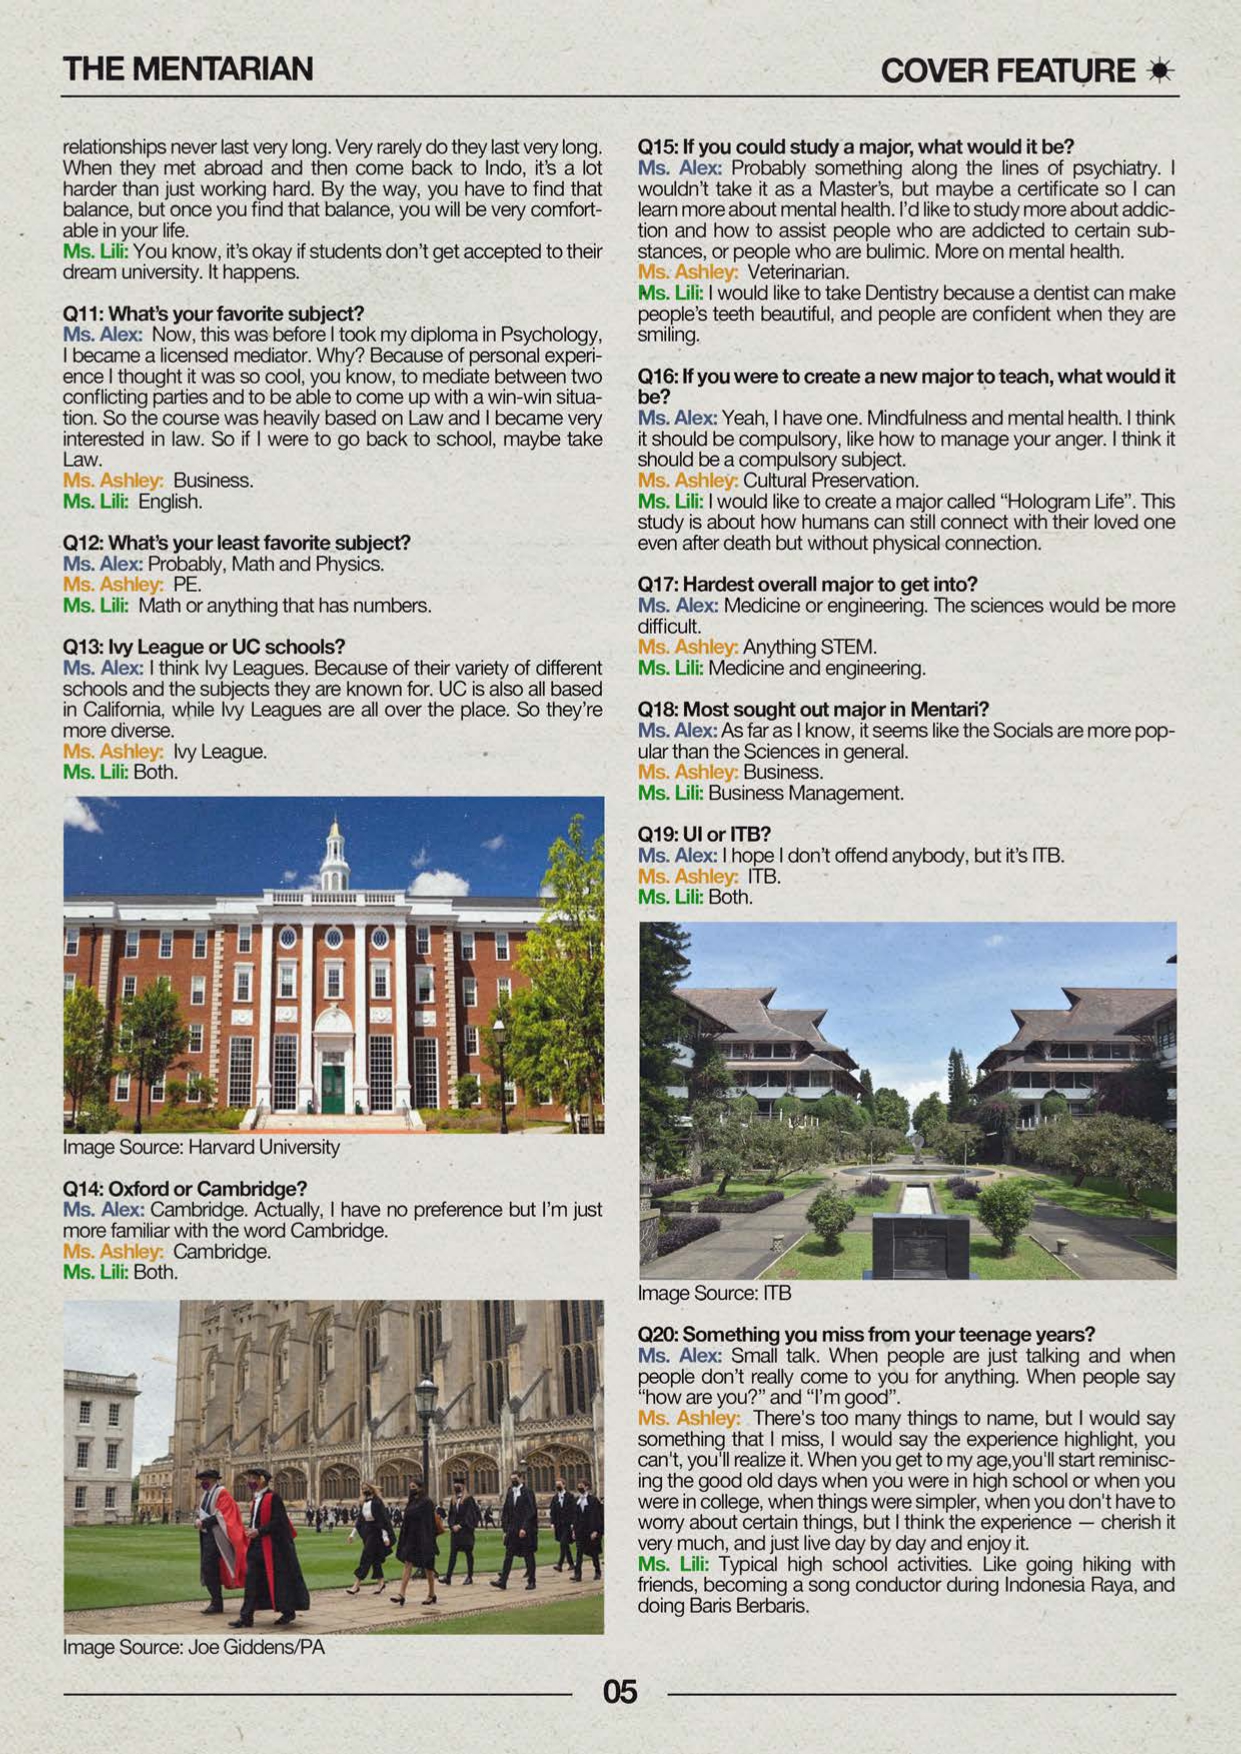 THE MENTARIAN
COVER FEATURE
relationships never last very long. Very rarely do they last very long.
When they met abroad and then come back to Indo, it's a lot
harder than just working hard. By the way, you have to find that
balance, but once you find that balance, you will be very comfort-
able in your life.
Ms. Lili: You know, it's okay if students don't get accepted to their
dream university. It happens.
Q11: What's your favorite subject?
Ms. Alex: Now, this was before I took my diploma in Psychology,
I became a licensed mediator. Why? Because of personal experi-
ence I thought it was so cool, you know, to mediate between two
conflicting parties and to be able to come up with a win-win situa-
tion. So the course was heavily based on Law and I became very
interested in law. So if I were to go back to school, maybe take
Law.
Ms. Ashley: Business.
Ms. Lili: English.
Q12: What's your least favorite subject?
Ms. Alex: Probably, Math and Physics.
Ms. Ashley: PE.
Ms. Lili: Math or anything that has numbers.
Q13: Ivy League or UC schools?
Ms. Alex: I think Ivy Leagues. Because of their variety of different
schools and the subjects they are known for. UC is also all based
in California, while Ivy Leagues are all over the place. So they're
more diverse.
Ms. Ashley: Ivy League.
Ms. Lili: Both.
Image Source: Harvard University
Q14: Oxford or Cambridge?
Ms. Alex: Cambridge. Actually, I have no preference but I'm just
more familiar with the word Cambridge.
Ms. Ashley: Cambridge.
Ms. Lili: Both.
Image Source: Joe Giddens/PA
Q15: If you could study a major, what would it be?
Ms. Alex: Probably something along the lines of psychiatry. I
wouldn't take it as a Master's, but maybe a certificate so I can
learn more about mental health. I'd like to study more about addic-
tion and how to assist people who are addicted to certain sub-
stances, or people who are bulimic. More on mental health.
Ms. Ashley: Veterinarian.
Ms. Lili: I would like to take Dentistry because a dentist can make
people's teeth beautiful, and people are confident when they are
smiling.
Q16: If you were to create a new major to teach, what would it
be?
Ms. Alex: Yeah, I have one. Mindfulness and mental health. I think
it should be compulsory, like how to manage your anger. I think it
should be a compulsory subject.
Ms. Ashley: Cultural Preservation.
Ms. Lili: I would like to create a major called “Hologram Life”. This
study is about how humans can still connect with their loved one
even after death but without physical connection.
Q17: Hardest overall major to get into?
Ms. Alex: Medicine or engineering. The sciences would be more
difficult.
Ms. Ashley: Anything STEM.
Ms. Lili: Medicine and engineering.
Q18: Most sought out major in Mentari?
Ms. Alex: As far as I know, it seems like the Socials are more pop-
ular than the Sciences in general.
Ms. Ashley: Business.
Ms. Lili: Business Management.
Q19: UI or ITB?
Ms. Alex: I hope I don't offend anybody, but it's ITB.
Ms. Ashley: ITB.
Ms. Lili: Both.
Image Source: ITB
Q20: Something you miss from your teenage years?
Ms. Alex: Small talk. When people are just talking and when
people don't really come to you for anything. When people say
“how are you?” and “I'm good”.
Ms. Ashley: There's too many things to name, but I would say
something that I miss, I would say the experience highlight, you
can't, you'll realize it. When you get to my age,you'll start reminisc-
ing the good old days when you were in high school or when you
were in college, when things were simpler, when you don't have to
worry about certain things, but I think the experience — cherish it
very much, and just live day by day and enjoy it.
Ms. Lili: Typical high school activities. Like going hiking with
friends, becoming a song conductor during Indonesia Raya, and
doing Baris Berbaris.
05